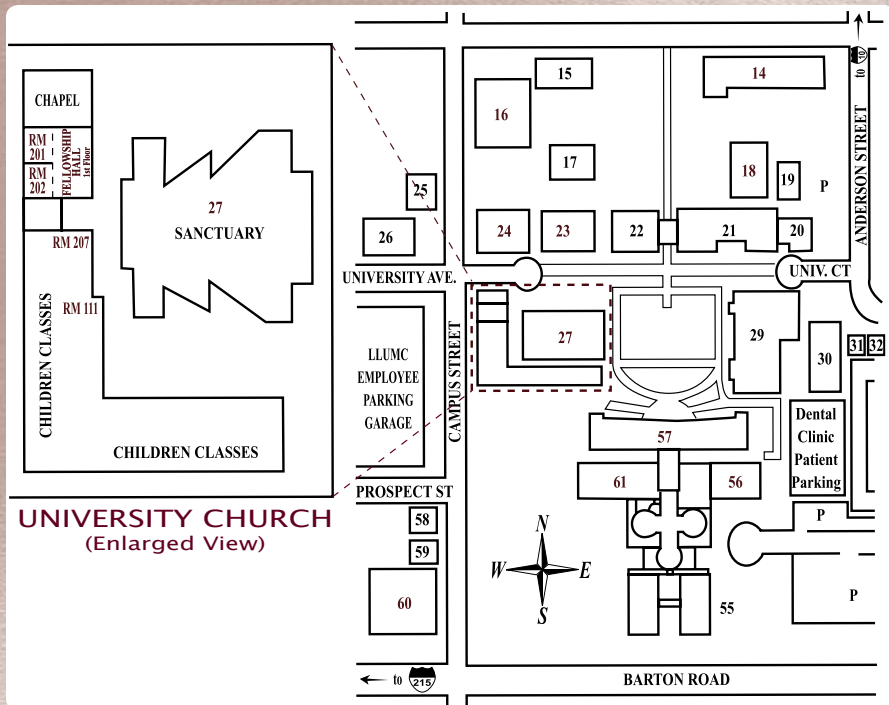 CHAPEL
RM
201
RM
202
FELLOWSHIP
HALL
1st Floor
27
SANCTUARY
RM 207
RM 111
CHILDREN CLASSES
CHILDREN CLASSES
UNIVERSITY CHURCH
(Enlarged View)
15
14
16
17
18
19
P
25
26
24
23
22
21
20
to 10
ANDERSON STREET
UNIVERSITY AVE.
UNIV. CT
LLUMC
EMPLOYEE
PARKING
GARAGE
CAMPUS STREET
27
29
30
31
32
Dental
Clinic
Patient
Parking
57
61
56
PROSPECT ST
58
59
60
N
W
E
S
55
P
P
to 215
BARTON ROAD